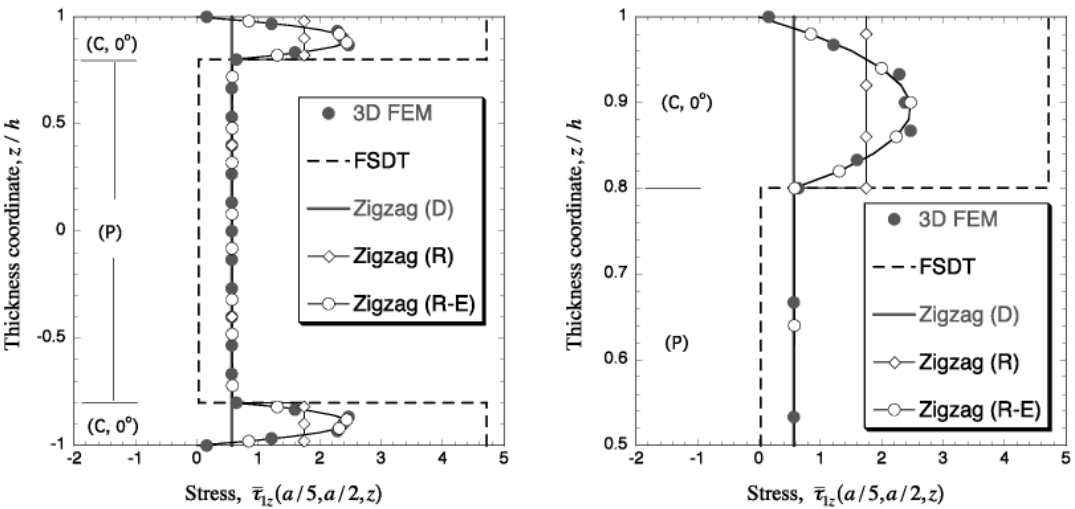 1
0.5
0
-0.5
-1
-2
-1
0
1
2
3
4
5
Thickness coordinate, z / h
Stress, τ̅₁z(a/5,a/2,z)
(C, 0°)
(P)
(C, 0°)
3D FEM
FSDT
Zigzag (D)
Zigzag (R)
Zigzag (R-E)
1
0.9
0.8
0.7
0.6
0.5
-2
-1
0
1
2
3
4
5
Thickness coordinate, z / h
Stress, τ̅₁z(a/5,a/2,z)
(C, 0°)
(P)
3D FEM
FSDT
Zigzag (D)
Zigzag (R)
Zigzag (R-E)